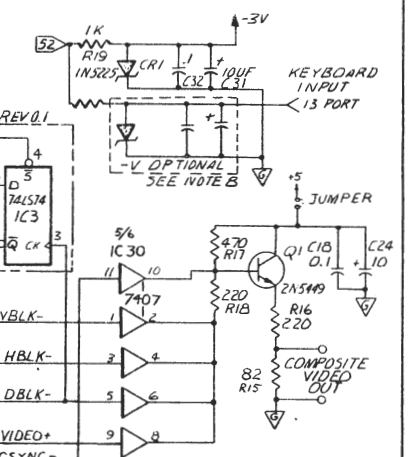 -3V
52
1K
R19
1N5225
CR1
.1
C32
+
10UF
C31
KEYBOARD
INPUT
13 PORT
REV 0.1
+
-V OPTIONAL
SEE NOTE B
G
4
S
D
74LS74
IC3
Q CK
3
+5
JUMPER
5/6
IC30
11
10
7407
470
R17
Q1
2N5449
C18
0.1
+
C24
10
G
220
R18
R16
220
VBLK-
1
2
HBLK-
3
4
DBLK-
5
6
82
R15
COMPOSITE
VIDEO
OUT
G
VIDEO+
9
8
CSYNC-